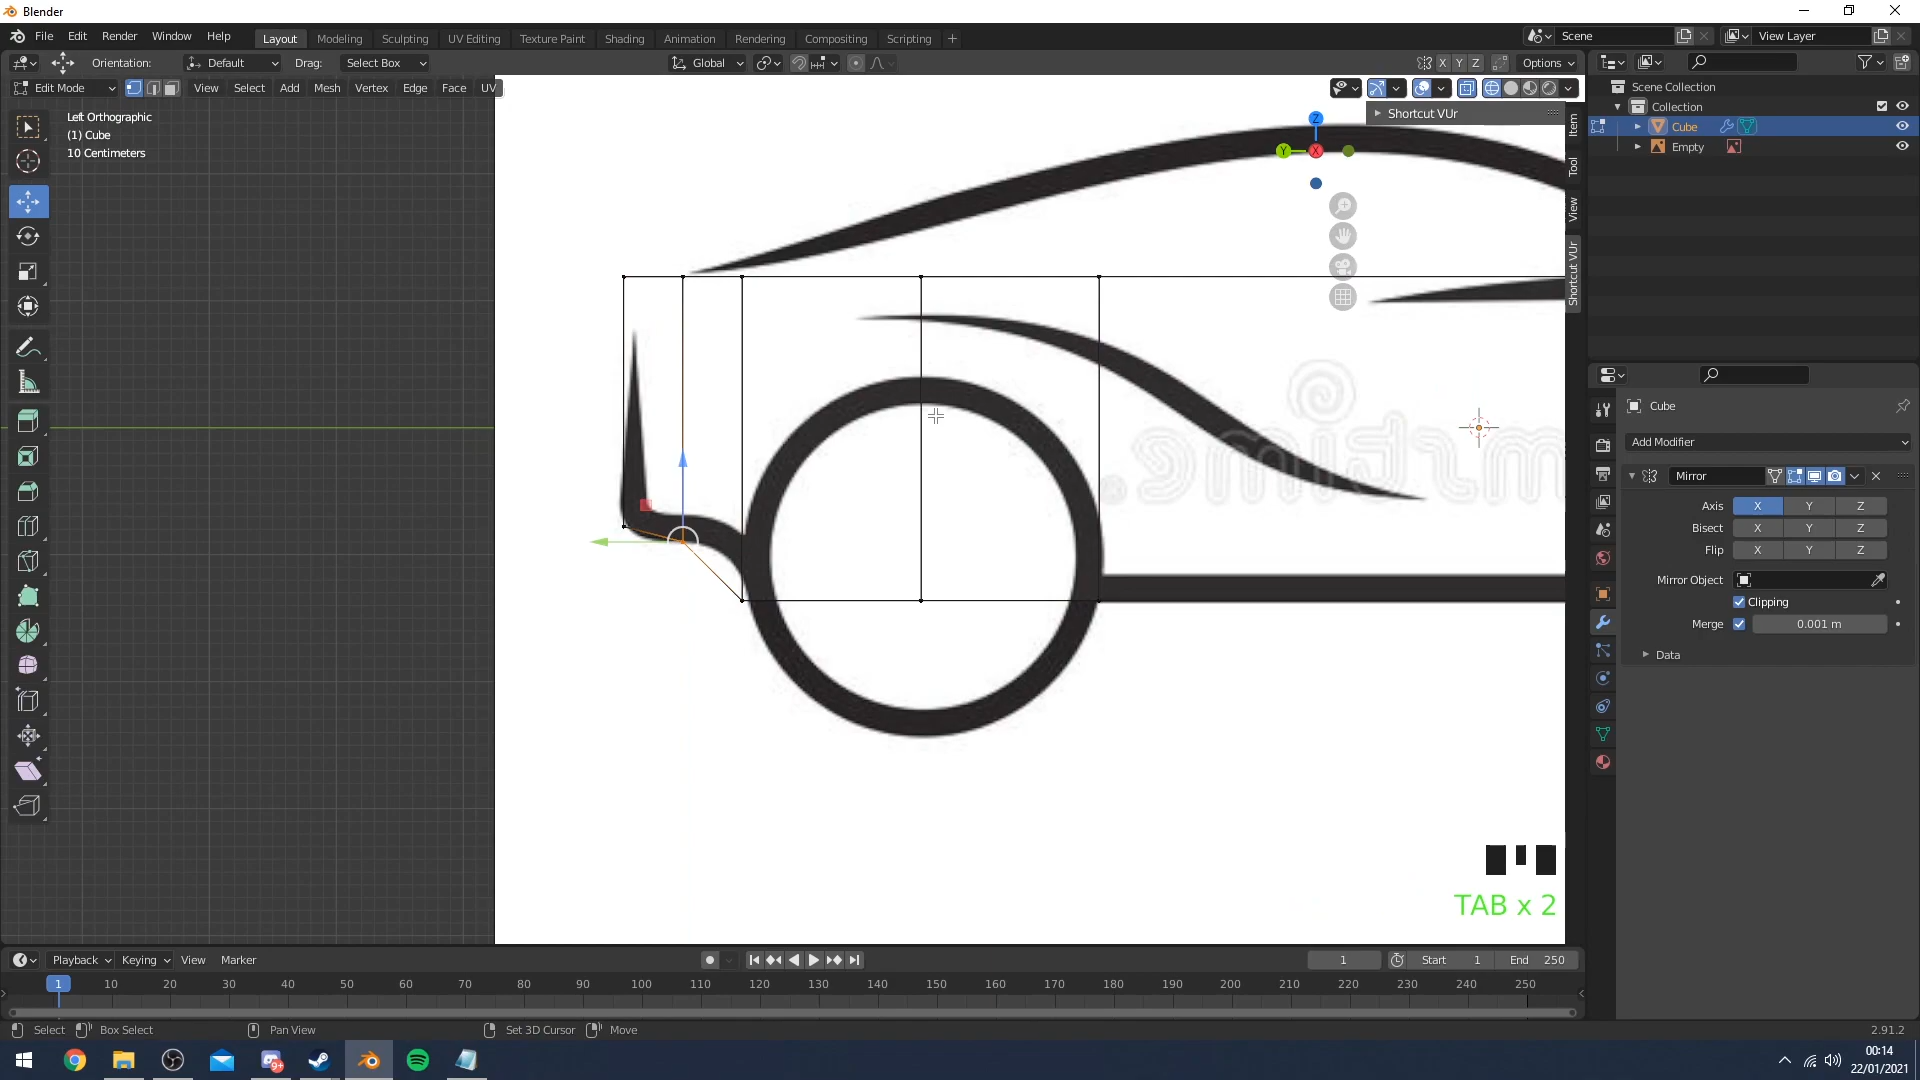 Blender
File Edit Render Window Help Layout Modeling Sculpting UV Editing Texture Paint Shading Animation Rendering Compositing Scripting + Scene View Layer
Orientation: Default Drag: Select Box Global X Y Z Options
Edit Mode View Select Add Mesh Vertex Edge Face UV
Left Orthographic
(1) Cube
10 Centimeters
Shortcut VUr
Z
Y X
Item
Tool
View
Shortcut VUr
Scene Collection
Collection
Cube
Empty
Cube
Add Modifier
Mirror
Axis X Y Z
Bisect X Y Z
Flip X Y Z
Mirror Object
Clipping
Merge 0.001 m
Data
TAB x 2
Playback Keying View Marker 1 Start 1 End 250
1 10 20 30 40 50 60 70 80 90 100 110 120 130 140 150 160 170 180 190 200 210 220 230 240 250
Select Box Select Pan View Set 3D Cursor Move 2.91.2
9+
00:14
22/01/2021